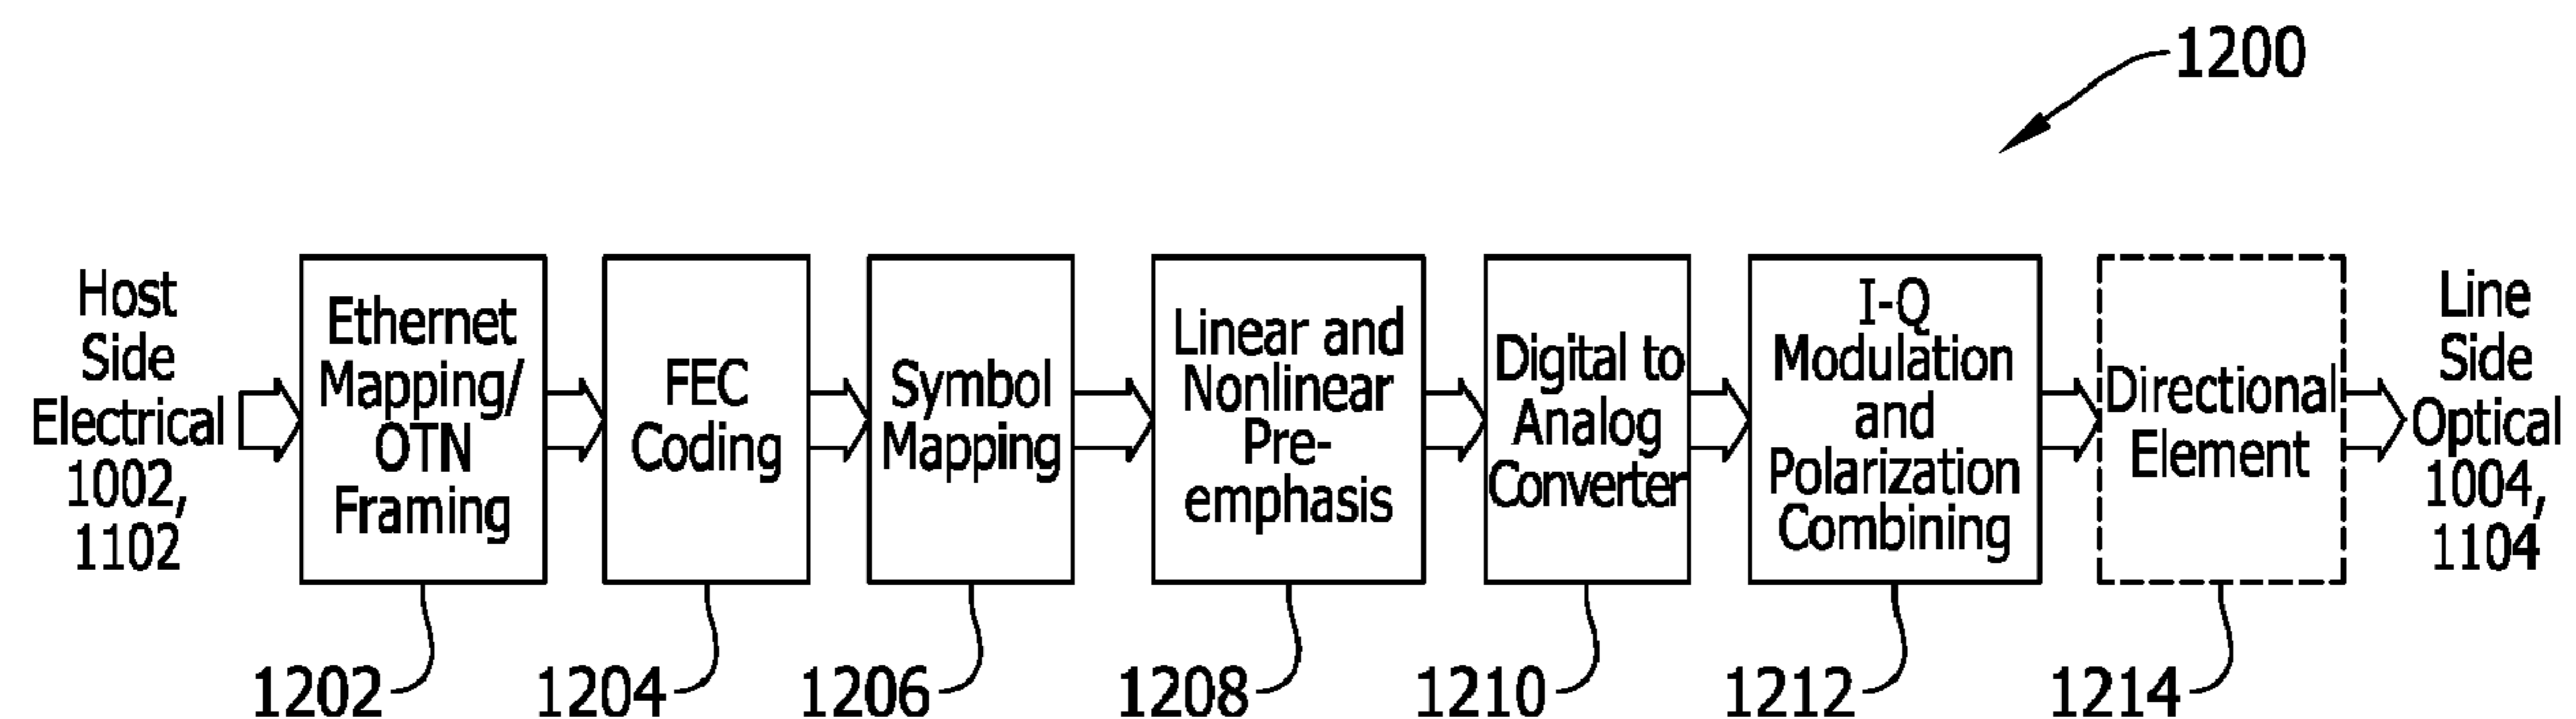 1200
Host
Side
Electrical
1002,
1102
Ethernet
Mapping/
OTN
Framing
FEC
Coding
Symbol
Mapping
Linear and
Nonlinear
Pre-
emphasis
Digital to
Analog
Converter
I-Q
Modulation
and
Polarization
Combining
Directional
Element
Line
Side
Optical
1004,
1104
1202
1204
1206
1208
1210
1212
1214